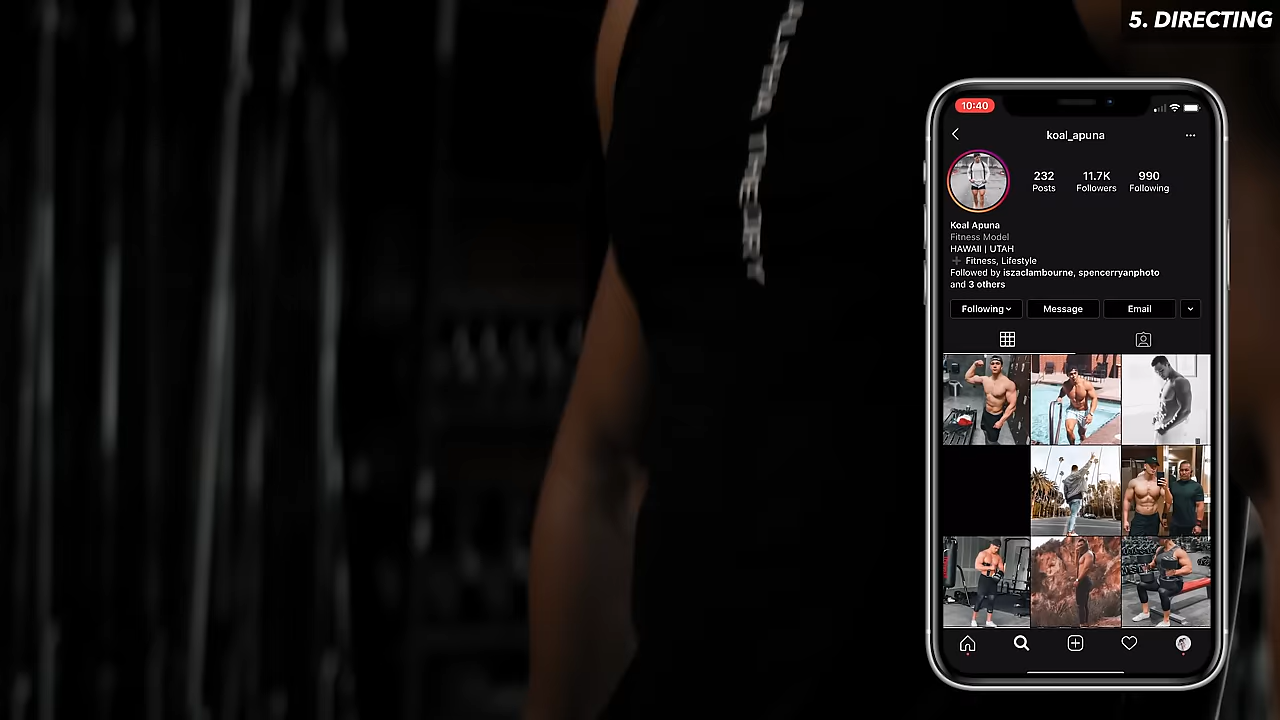 5. DIRECTING
10:40
koal_apuna
232 11.7K 990
Posts Followers Following
Koal Apuna
Fitness Model
HAWAII | UTAH
➕ Fitness, Lifestyle
Followed by iszaclambourne, spencerryanphoto
and 3 others
Following Message Email